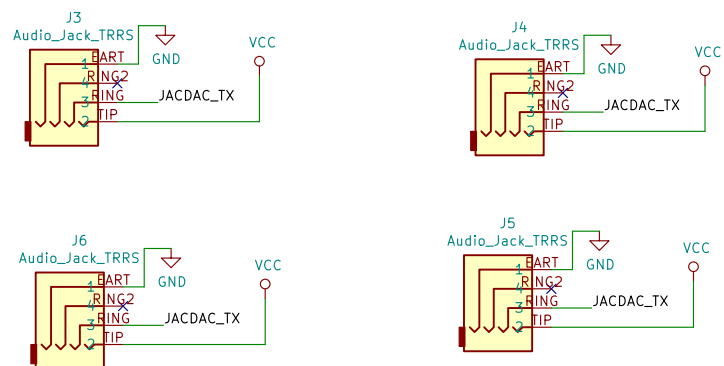 J3
Audio_Jack_TRRS
VCC
EART
1
GND
RING2
4
RING
3
JACDAC_TX
TIP
2
J4
Audio_Jack_TRRS
VCC
EART
1
GND
RING2
4
RING
3
JACDAC_TX
TIP
2
J6
Audio_Jack_TRRS
VCC
EART
1
GND
RING2
4
RING
3
JACDAC_TX
TIP
2
J5
Audio_Jack_TRRS
VCC
EART
1
GND
RING2
4
RING
3
JACDAC_TX
TIP
2